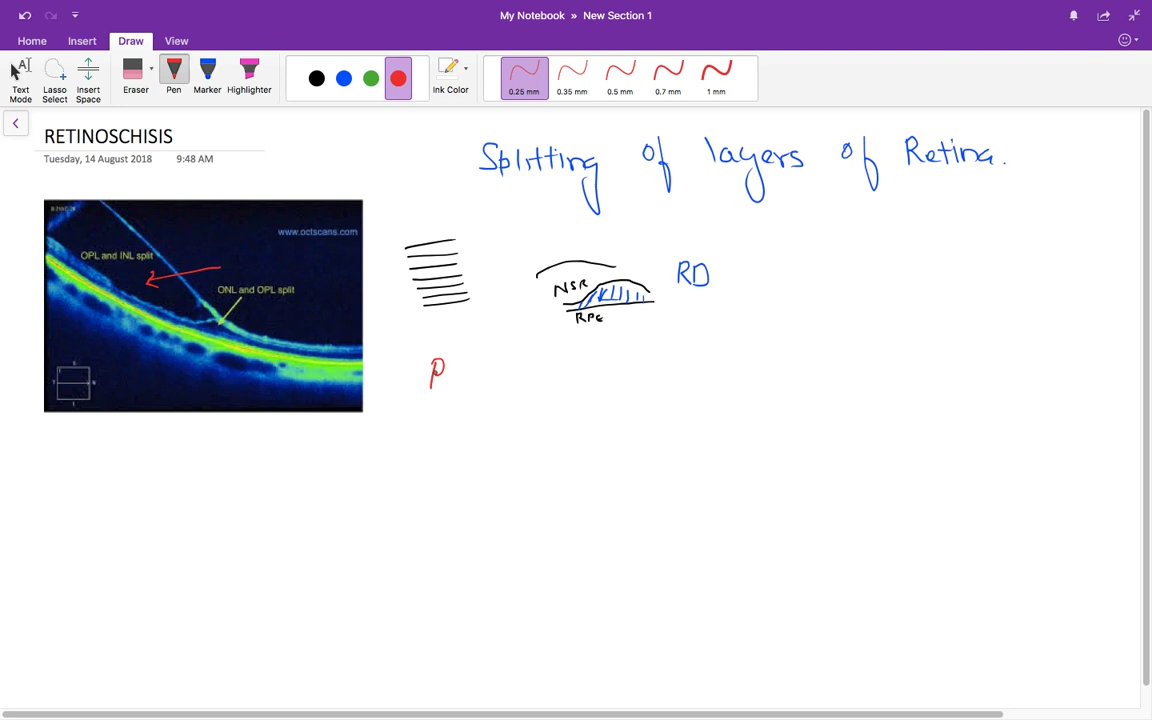 My Notebook » New Section 1
Home Insert Draw View
Text Mode
Lasso Select
Insert Space
Eraser
Pen
Marker
Highlighter
Ink Color
0.25 mm
0.35 mm
0.5 mm
0.7 mm
1 mm
RETINOSCHISIS
Tuesday, 14 August 2018 9:48 AM
Splitting of layers of Retina.
www.octscans.com
OPL and INL split
ONL and OPL split
NSR
RPE
RD
P